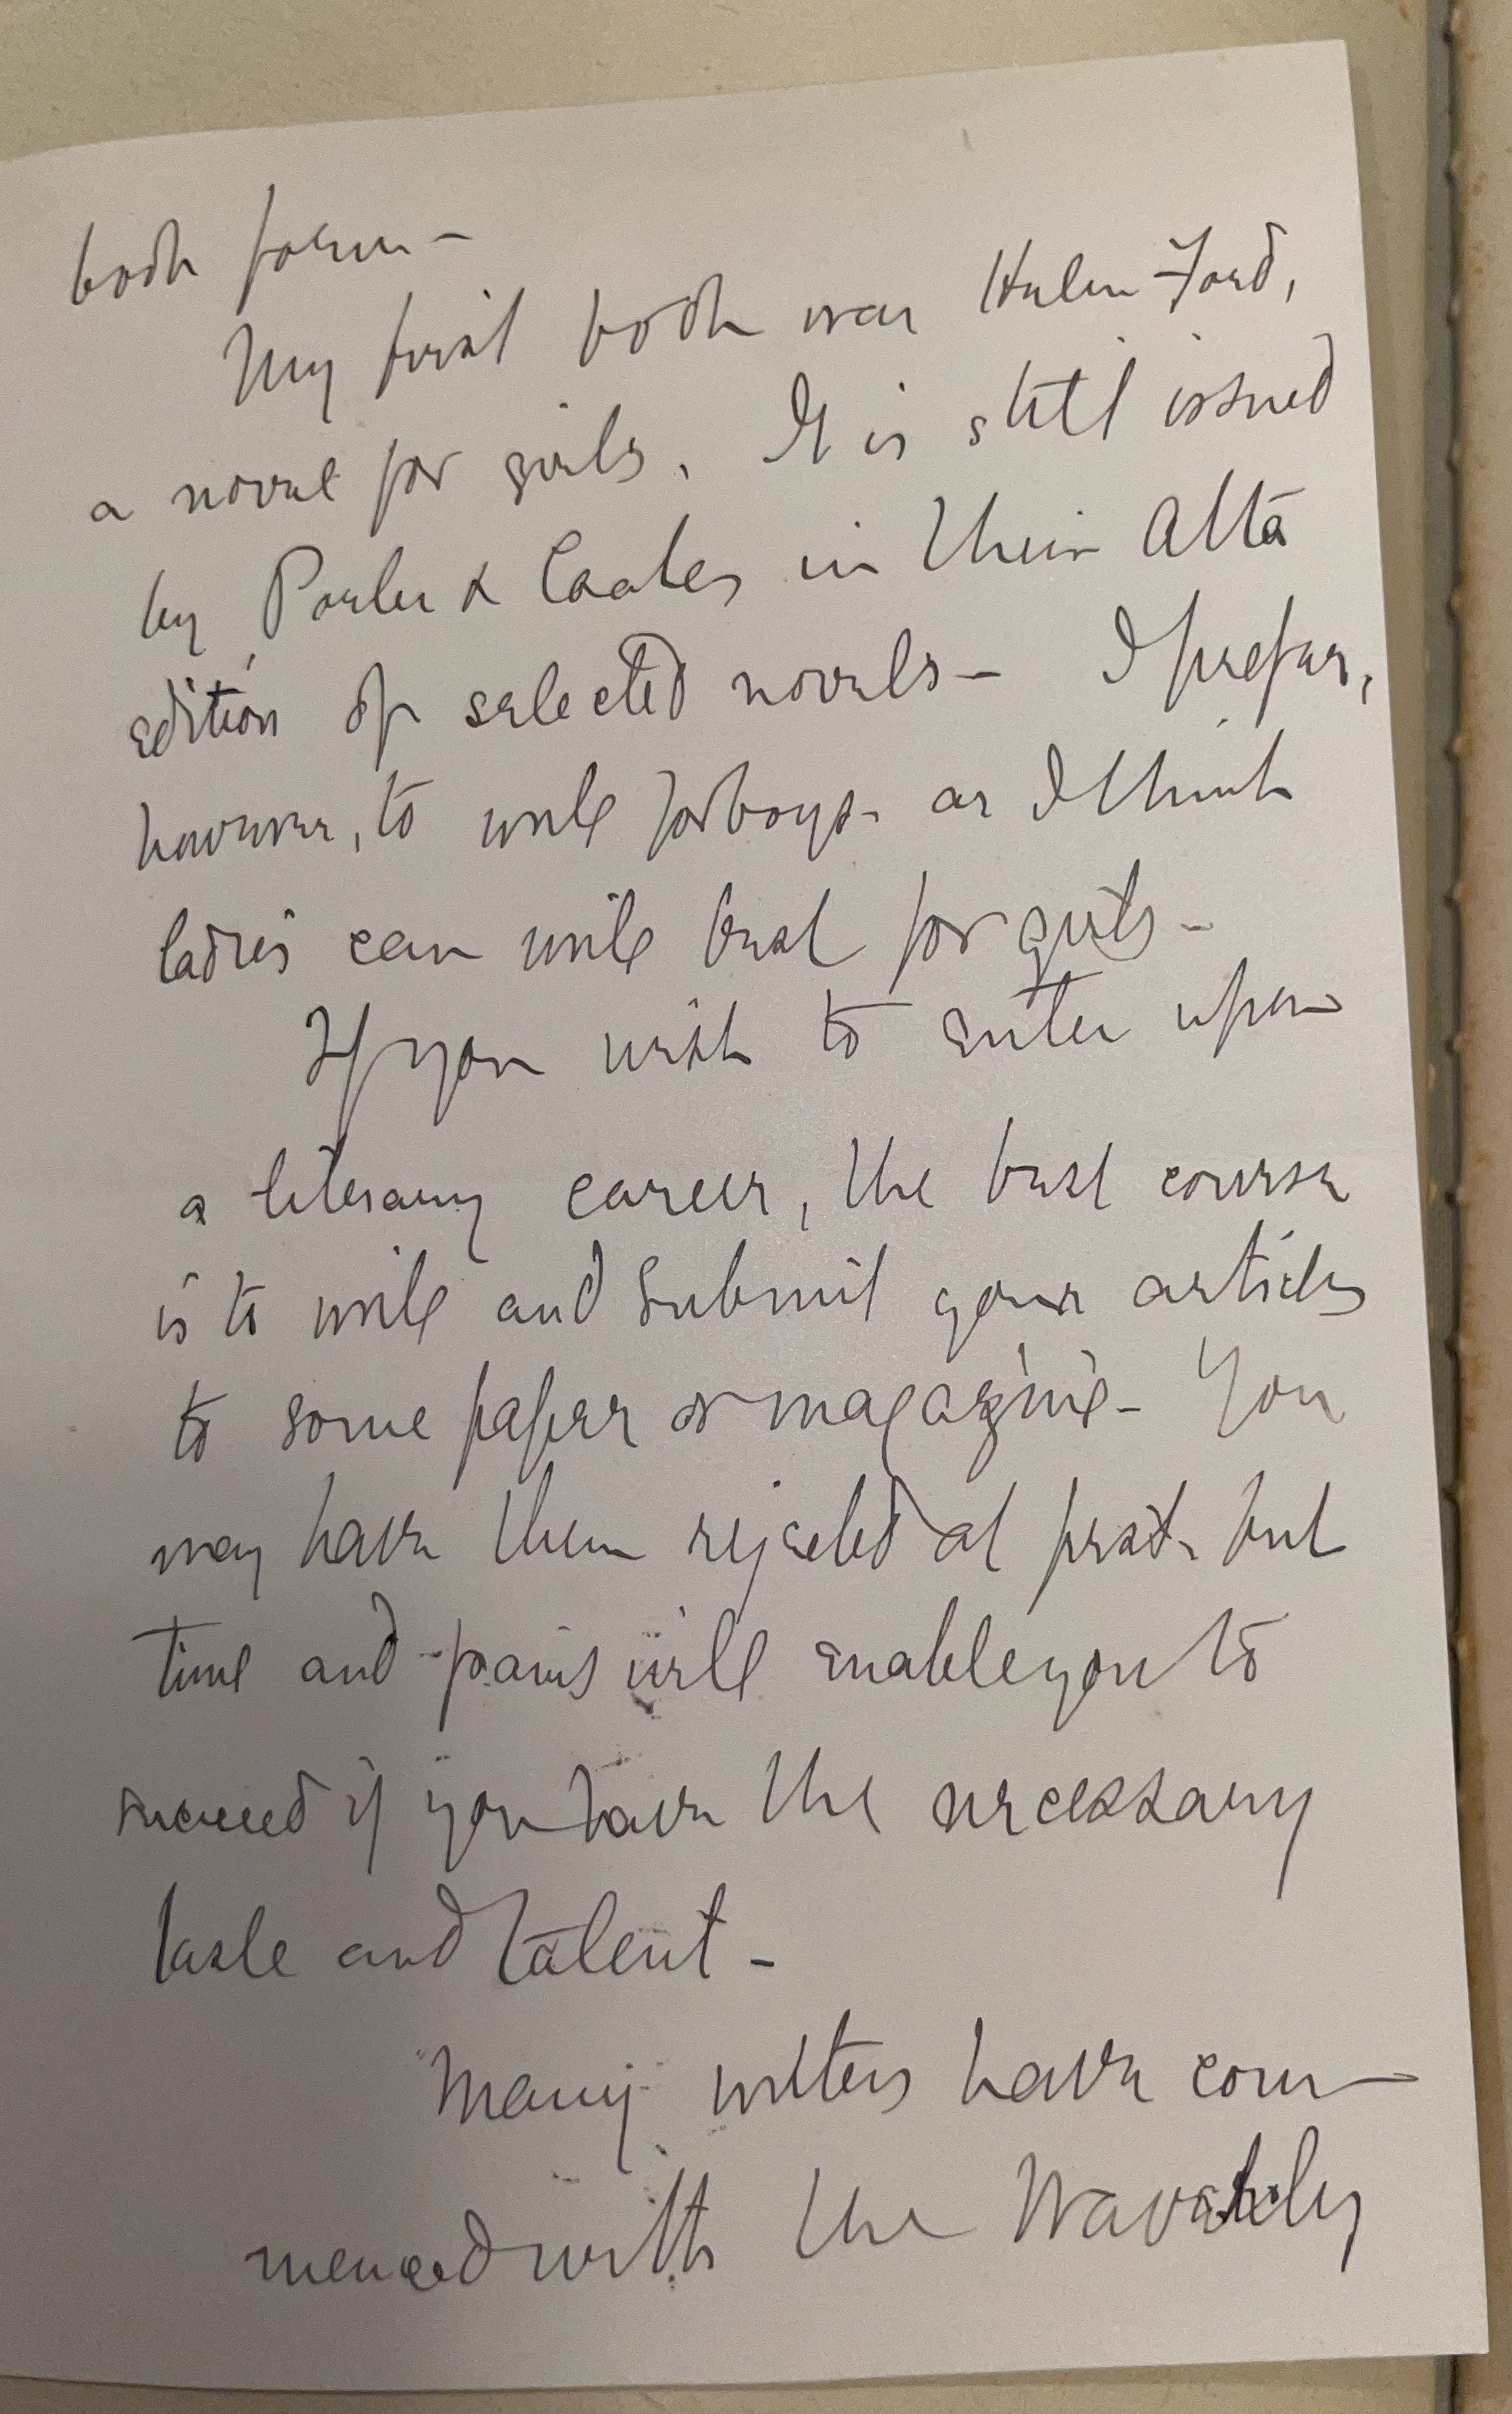 book form -
My first book was Helen Ford,
a novel for girls. It is still issued
by Porter & Coates in their Alta
edition of selected novels - I prefer,
however, to write for boys - as I think
ladies can write best for girls -
If you wish to enter upon
a literary career, the best course
is to write and submit your articles
to some paper or magazine - You
may have them rejected at first - but
time and pains will enable you to
succeed if you have the necessary
taste and talent -
Many writers have com-
menced with the Waverley